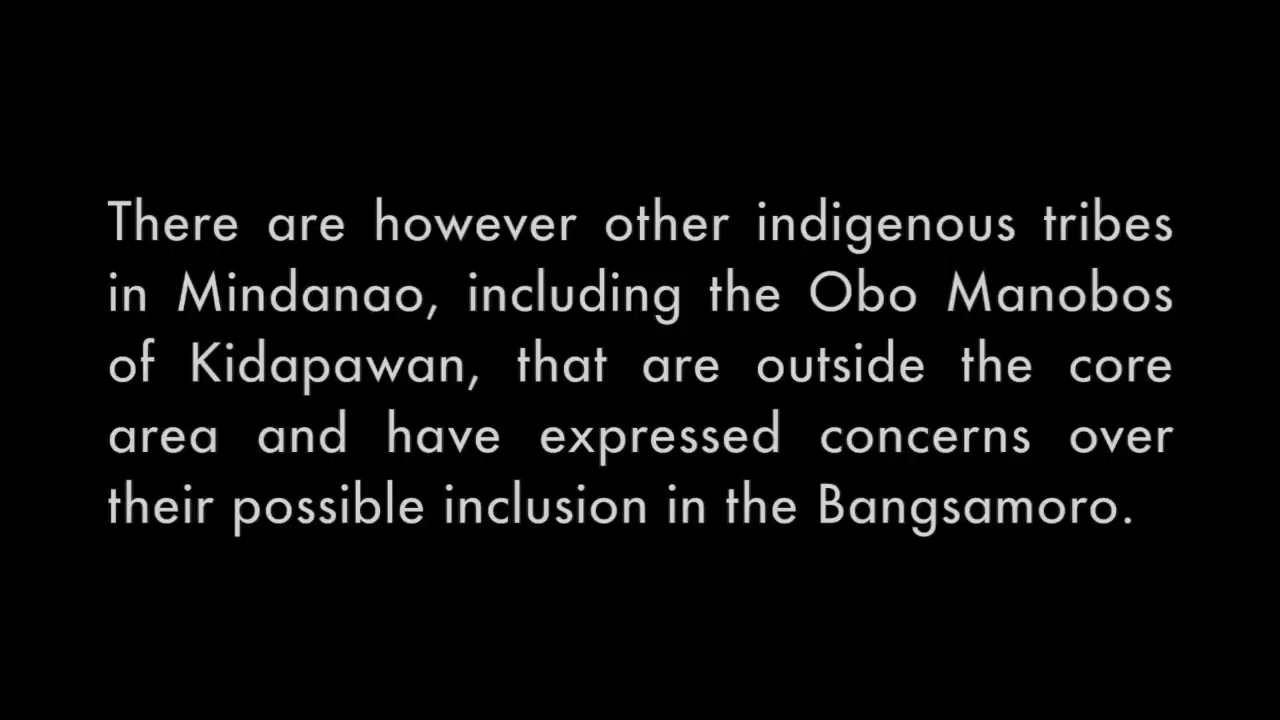 There are however other indigenous tribes
in Mindanao, including the Obo Manobos
of Kidapawan, that are outside the core
area and have expressed concerns over
their possible inclusion in the Bangsamoro.